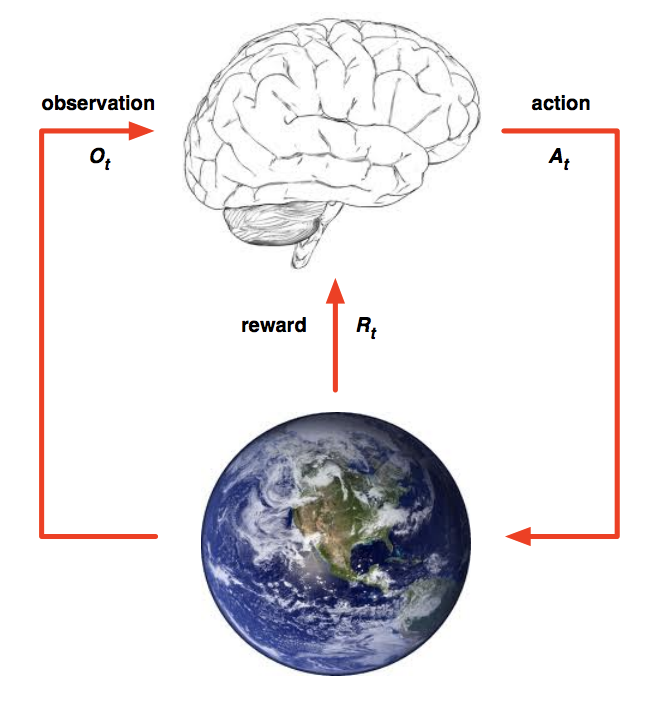 observation
O_t
action
A_t
reward R_t